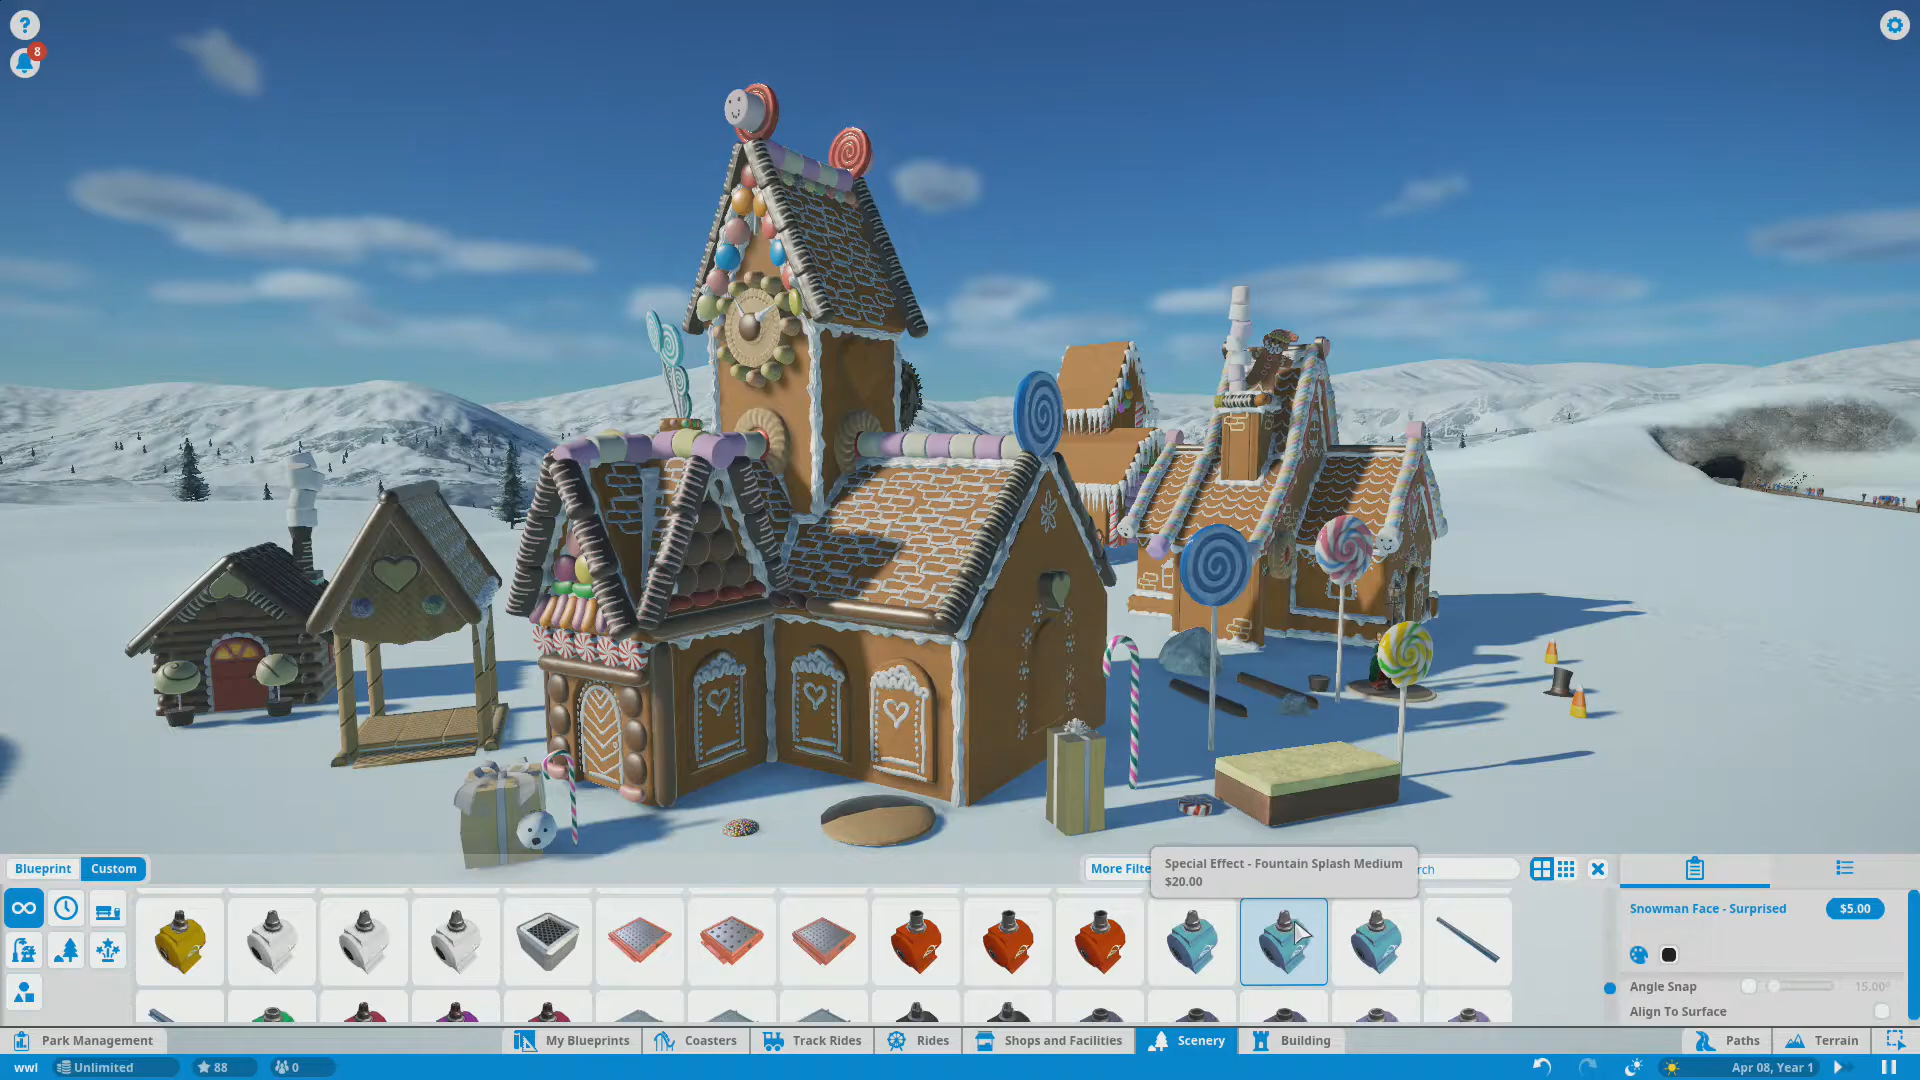 ?
8
Blueprint
Custom
More Filte
Special Effect - Fountain Splash Medium
$20.00
rch
Snowman Face - Surprised
$5.00
Angle Snap
15.00°
Align To Surface
Park Management
My Blueprints
Coasters
Track Rides
Rides
Shops and Facilities
Scenery
Building
Paths
Terrain
wwl
Unlimited
88
0
Apr 08, Year 1